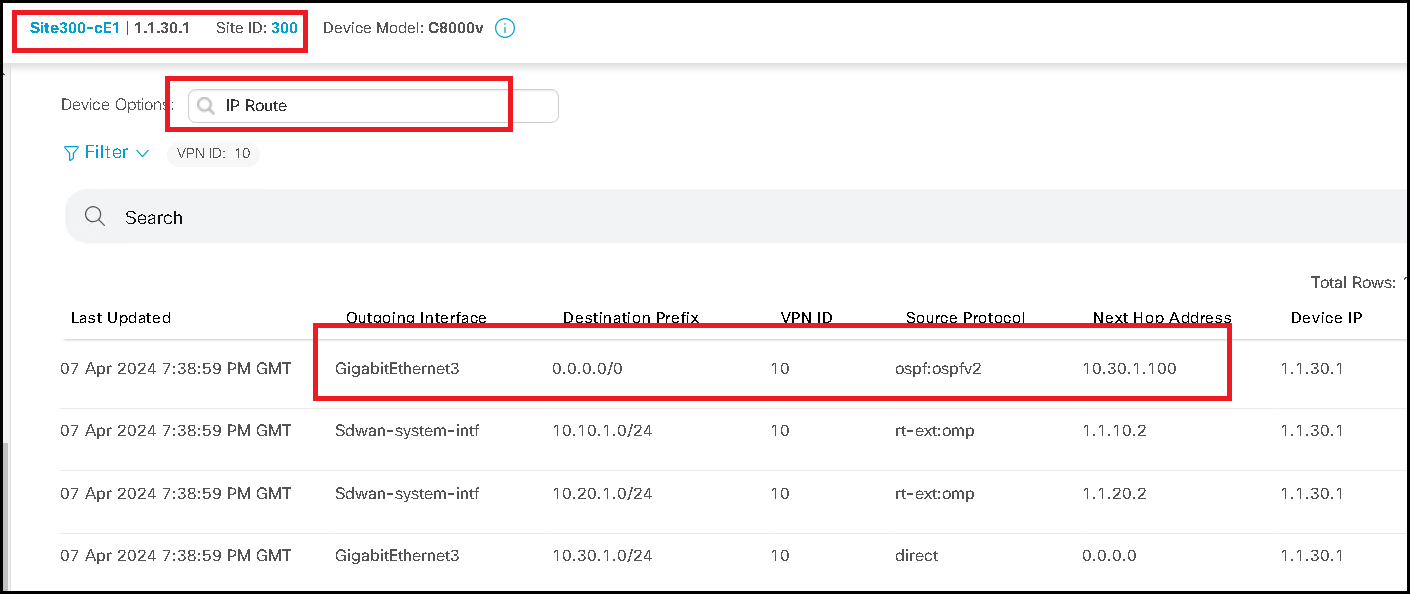 Site300-cE1 | 1.1.30.1 Site ID: 300 Device Model: C8000v
Device Options: IP Route
Filter VPN ID: 10
Search
Total Rows:
Last Updated Outgoing Interface Destination Prefix VPN ID Source Protocol Next Hop Address Device IP
07 Apr 2024 7:38:59 PM GMT GigabitEthernet3 0.0.0.0/0 10 ospf:ospfv2 10.30.1.100 1.1.30.1
07 Apr 2024 7:38:59 PM GMT Sdwan-system-intf 10.10.1.0/24 10 rt-ext:omp 1.1.10.2 1.1.30.1
07 Apr 2024 7:38:59 PM GMT Sdwan-system-intf 10.20.1.0/24 10 rt-ext:omp 1.1.20.2 1.1.30.1
07 Apr 2024 7:38:59 PM GMT GigabitEthernet3 10.30.1.0/24 10 direct 0.0.0.0 1.1.30.1